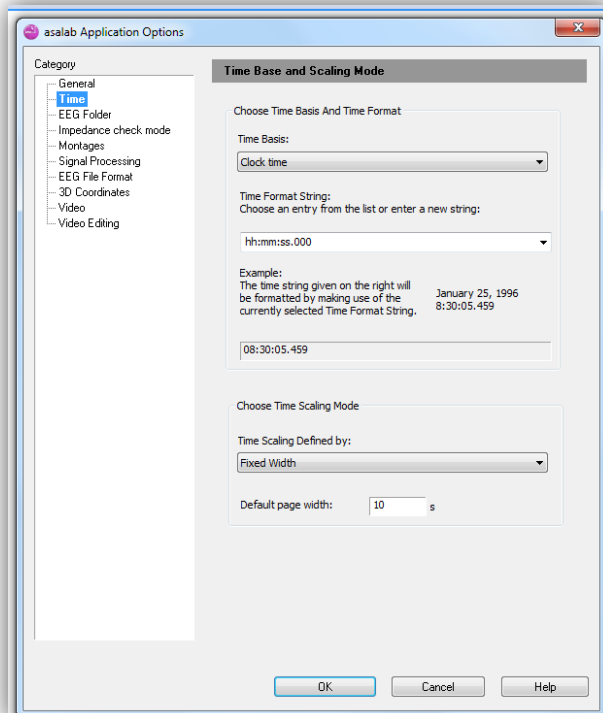 asalab Application Options
Category
General
Time
EEG Folder
Impedance check mode
Montages
Signal Processing
EEG File Format
3D Coordinates
Video
Video Editing
Time Base and Scaling Mode
Choose Time Basis And Time Format
Time Basis:
Clock time
Time Format String:
Choose an entry from the list or enter a new string:
hh:mm:ss.000
Example:
The time string given on the right will
be formatted by making use of the
currently selected Time Format String.
January 25, 1996
8:30:05.459
08:30:05.459
Choose Time Scaling Mode
Time Scaling Defined by:
Fixed Width
Default page width: 10 s
OK Cancel Help